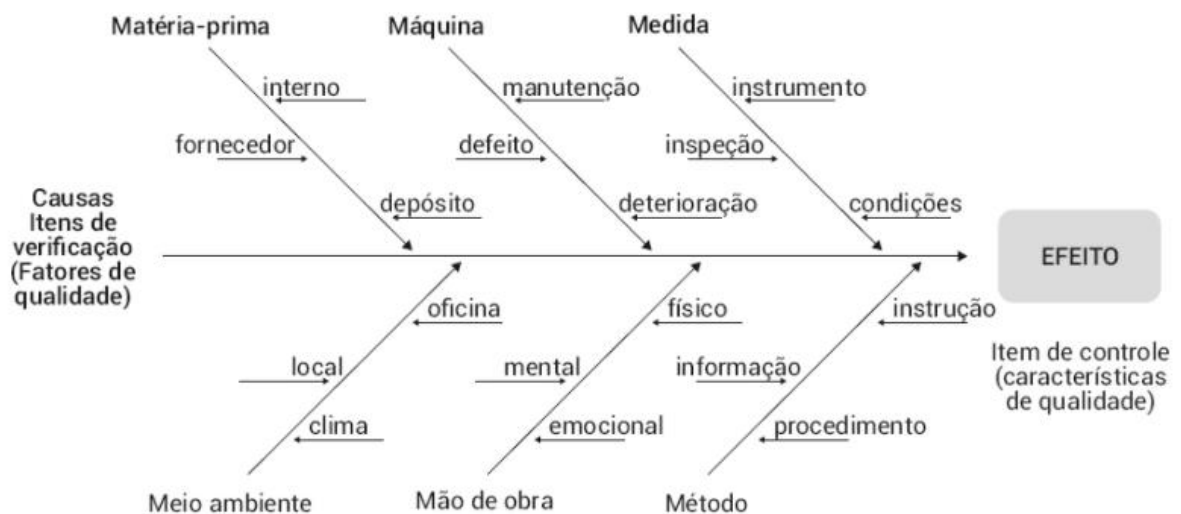 Matéria-prima
Máquina
Medida
interno
manutenção
instrumento
fornecedor
defeito
inspeção
depósito
deterioração
condições
Causas
Itens de
verificação
(Fatores de
qualidade)
EFEITO
oficina
físico
instrução
local
mental
informação
clima
emocional
procedimento
Item de controle
(características
de qualidade)
Meio ambiente
Mão de obra
Método